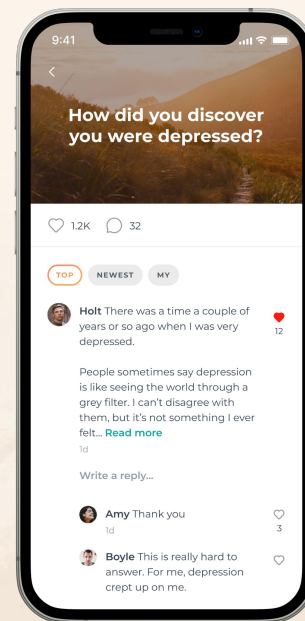 9:41
How did you discover
you were depressed?
1.2K 32
TOP NEWEST MY
Holt There was a time a couple of
years or so ago when I was very
depressed.
12
People sometimes say depression
is like seeing the world through a
grey filter. I can't disagree with
them, but it's not something I ever
felt... Read more
1d
Write a reply...
Amy Thank you
1d
3
Boyle This is really hard to
answer. For me, depression
crept up on me.